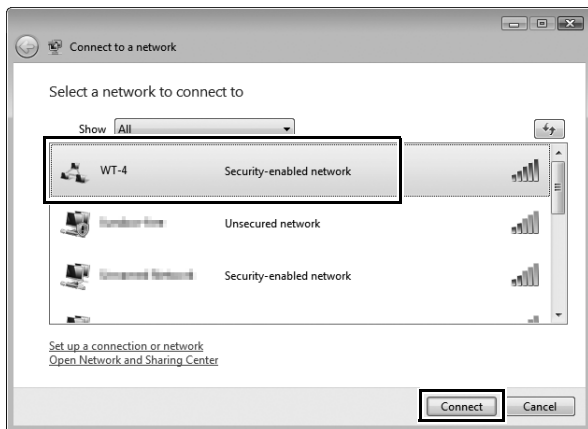 Connect to a network
Select a network to connect to
Show All
WT-4 Security-enabled network
Unsecured network
Security-enabled network
Set up a connection or network
Open Network and Sharing Center
Connect Cancel